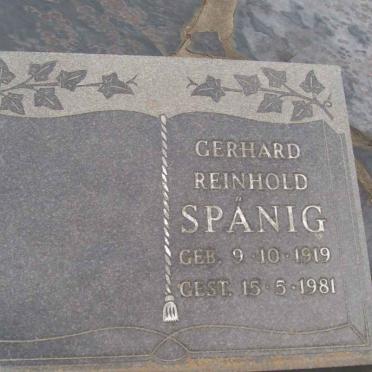 GERHARD
REINHOLD
SPÄNIG
GEB. 9·10·1919
GEST. 15·5·1981